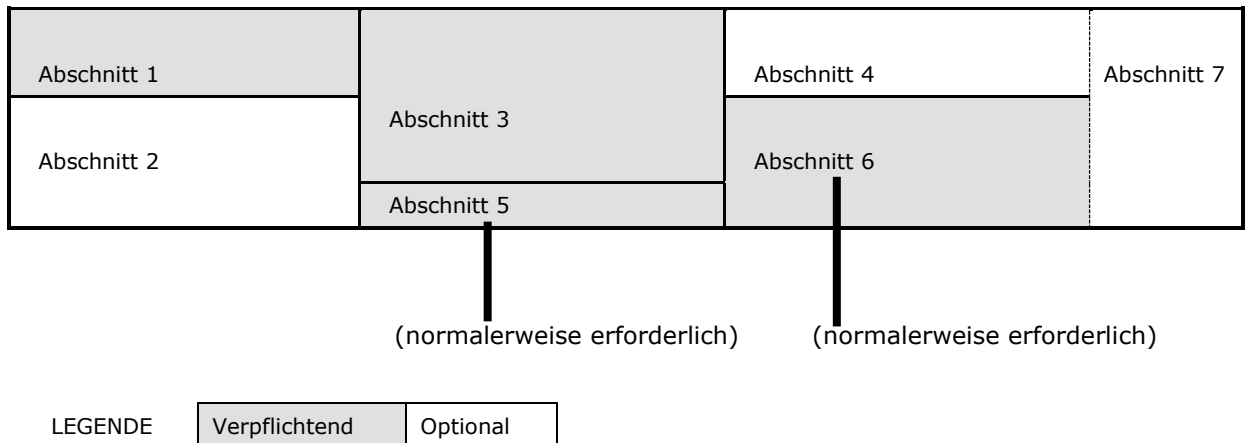 Abschnitt 1
Abschnitt 2
Abschnitt 3
Abschnitt 5
Abschnitt 4
Abschnitt 6
Abschnitt 7
(normalerweise erforderlich)
(normalerweise erforderlich)
LEGENDE
Verpflichtend
Optional